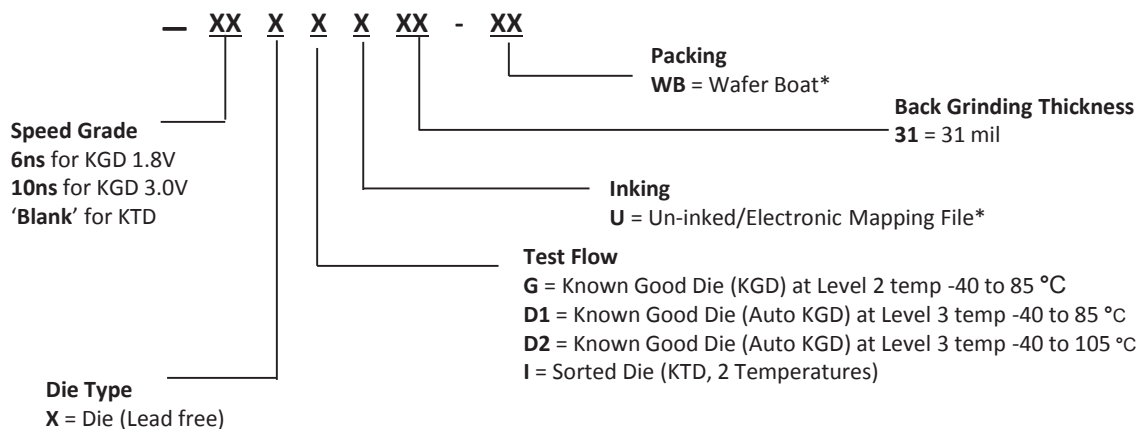 — XX X X X XX - XX
Packing
WB = Wafer Boat*
Back Grinding Thickness
31 = 31 mil
Speed Grade
6ns for KGD 1.8V
10ns for KGD 3.0V
'Blank' for KTD
Inking
U = Un-inked/Electronic Mapping File*
Test Flow
G = Known Good Die (KGD) at Level 2 temp -40 to 85 °C
D1 = Known Good Die (Auto KGD) at Level 3 temp -40 to 85 °C
D2 = Known Good Die (Auto KGD) at Level 3 temp -40 to 105 °C
I = Sorted Die (KTD, 2 Temperatures)
Die Type
X = Die (Lead free)